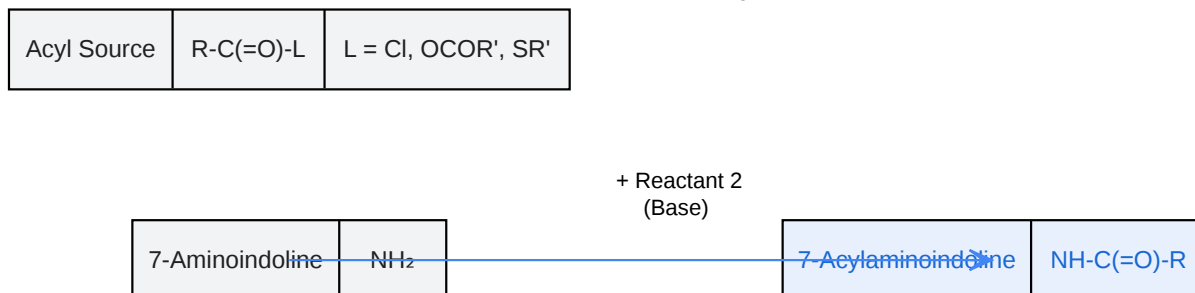 Acyl Source R-C(=O)-L L = Cl, OCOR', SR'
+ Reactant 2
(Base)
7-Aminoindoline NH₂ 7-Acylaminoindoline NH-C(=O)-R